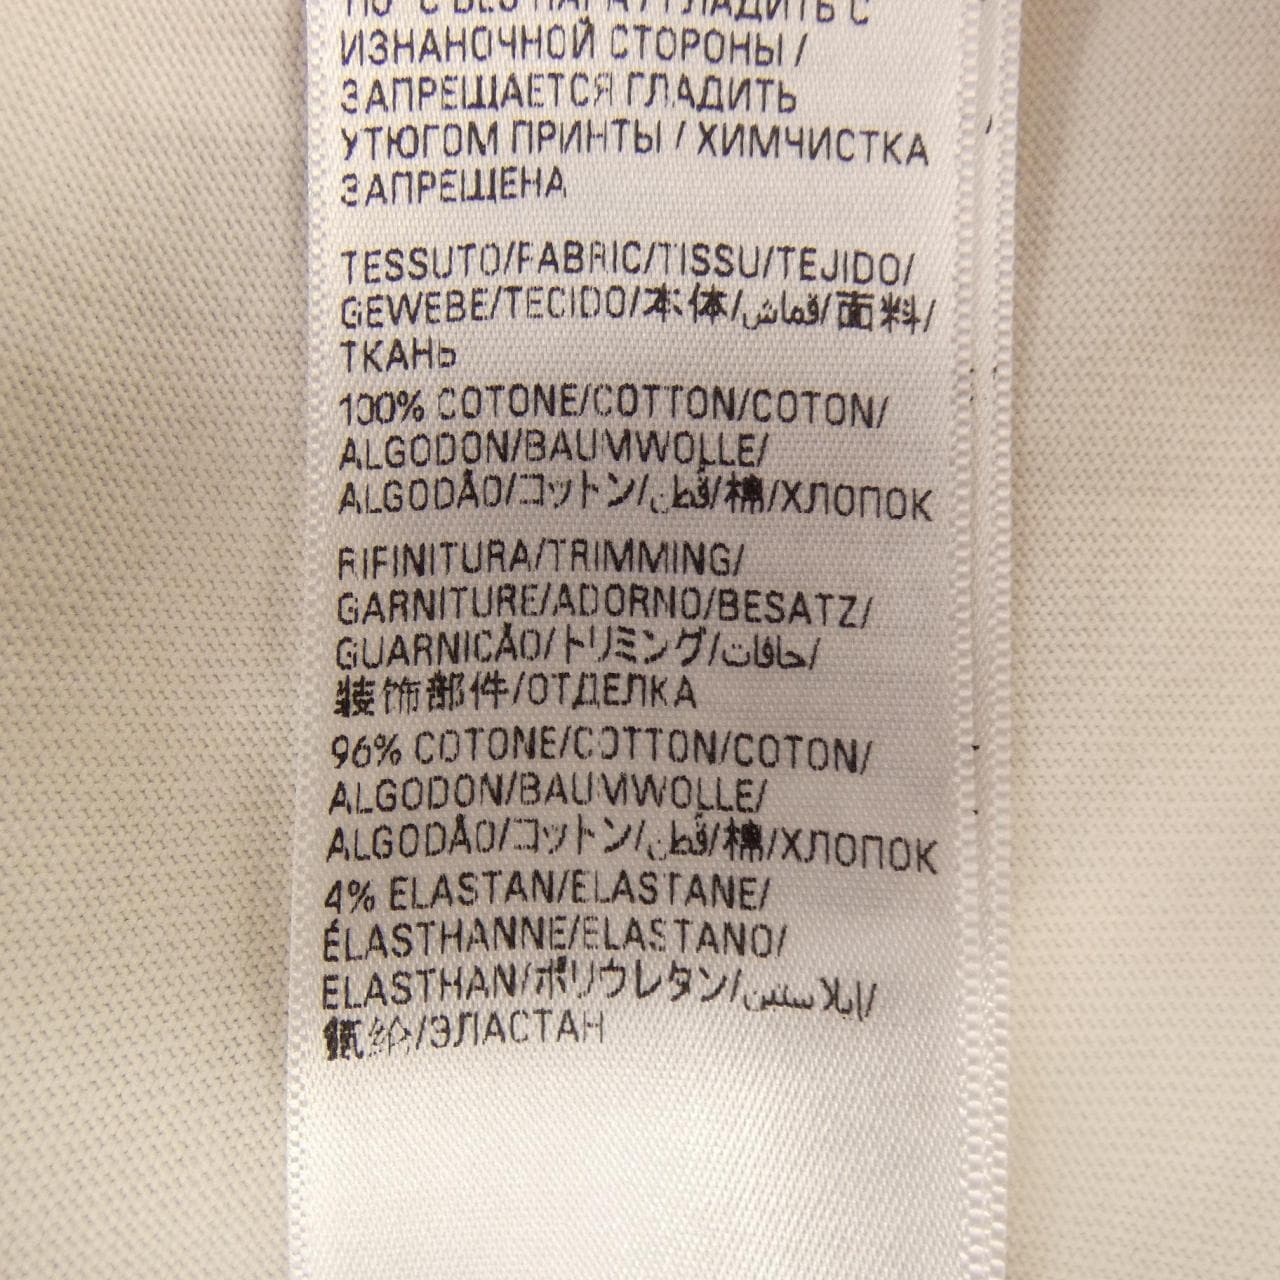 110°C БЕЗ ПАРА / ГЛАДИТЬ С
ИЗНАНОЧНОЙ СТОРОНЫ /
ЗАПРЕЩАЕТСЯ ГЛАДИТЬ
УТЮГОМ ПРИНТЫ / ХИМЧИСТКА
ЗАПРЕЩЕНА
TESSUTO/FABRIC/TISSU/TEJIDO/
GEWEBE/TECIDO/本体/قماش/面料/
ТКАНЬ
100% COTONE/COTTON/COTON/
ALGODON/BAUMWOLLE/
ALGODÃO/コットン/قطن/棉/ХЛОПОК
RIFINITURA/TRIMMING/
GARNITURE/ADORNO/BESATZ/
GUARNICÃO/トリミング/حافات/
装饰部件/ОТДЕЛКА
96% COTONE/COTTON/COTON/
ALGODON/BAUMWOLLE/
ALGODÃO/コットン/قطن/棉/ХЛОПОК
4% ELASTAN/ELASTANE/
ÉLASTHANNE/ELASTANO/
ELASTHAN/ポリウレタン/إيلاستين/
氨纶/ЭЛАСТАН